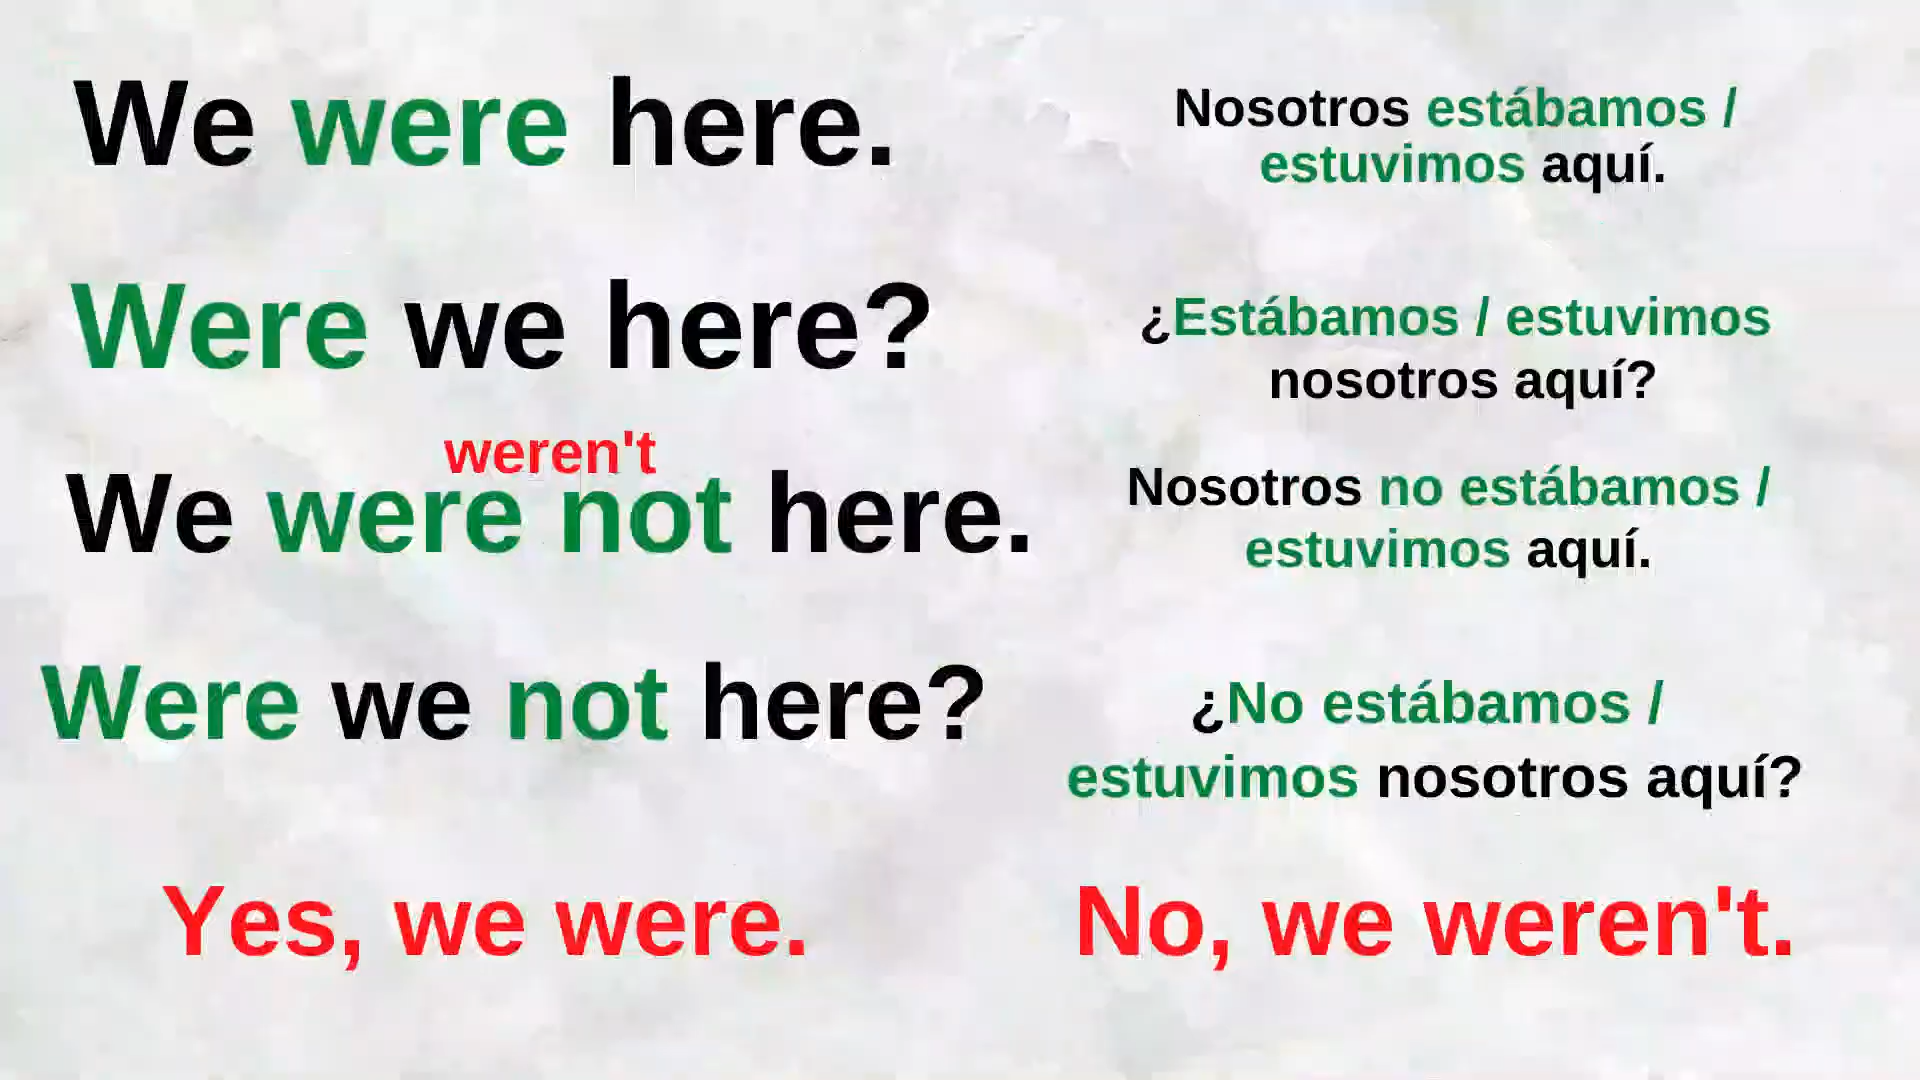 We were here.
Nosotros estábamos /
estuvimos aquí.
Were we here?
¿Estábamos / estuvimos
nosotros aquí?
weren't
We were not here.
Nosotros no estábamos /
estuvimos aquí.
Were we not here?
¿No estábamos /
estuvimos nosotros aquí?
Yes, we were.
No, we weren't.